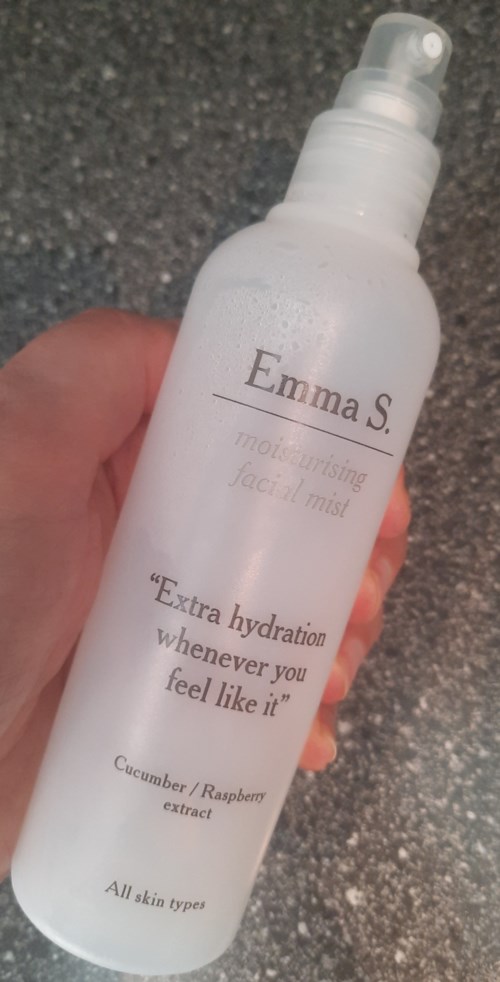 Emma S.
moisturising
facial mist
“Extra hydration
whenever you
feel like it”
Cucumber / Raspberry
extract
All skin types